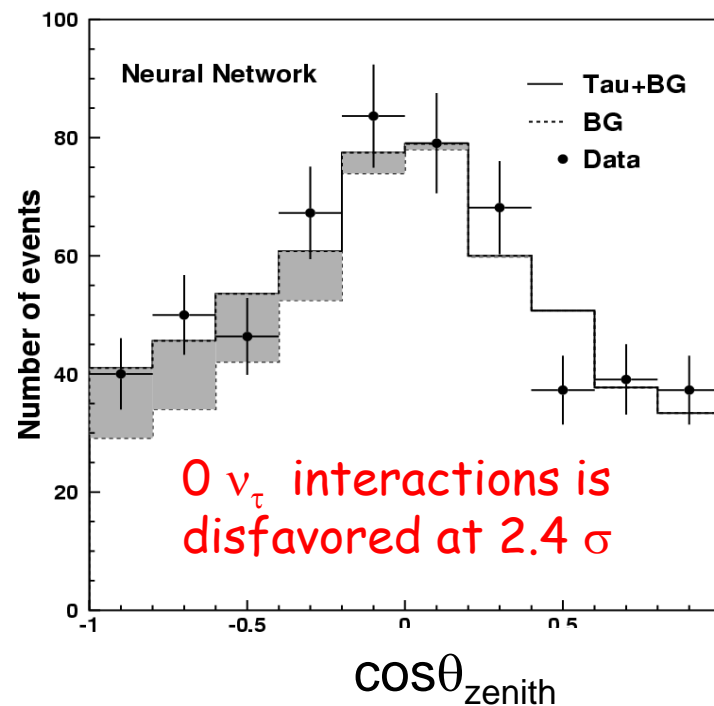 100
80
60
40
20
0
Number of events
Neural Network
Tau+BG
BG
Data
0 ντ interactions is
disfavored at 2.4 σ
-1 -0.5 0 0.5
cosθzenith